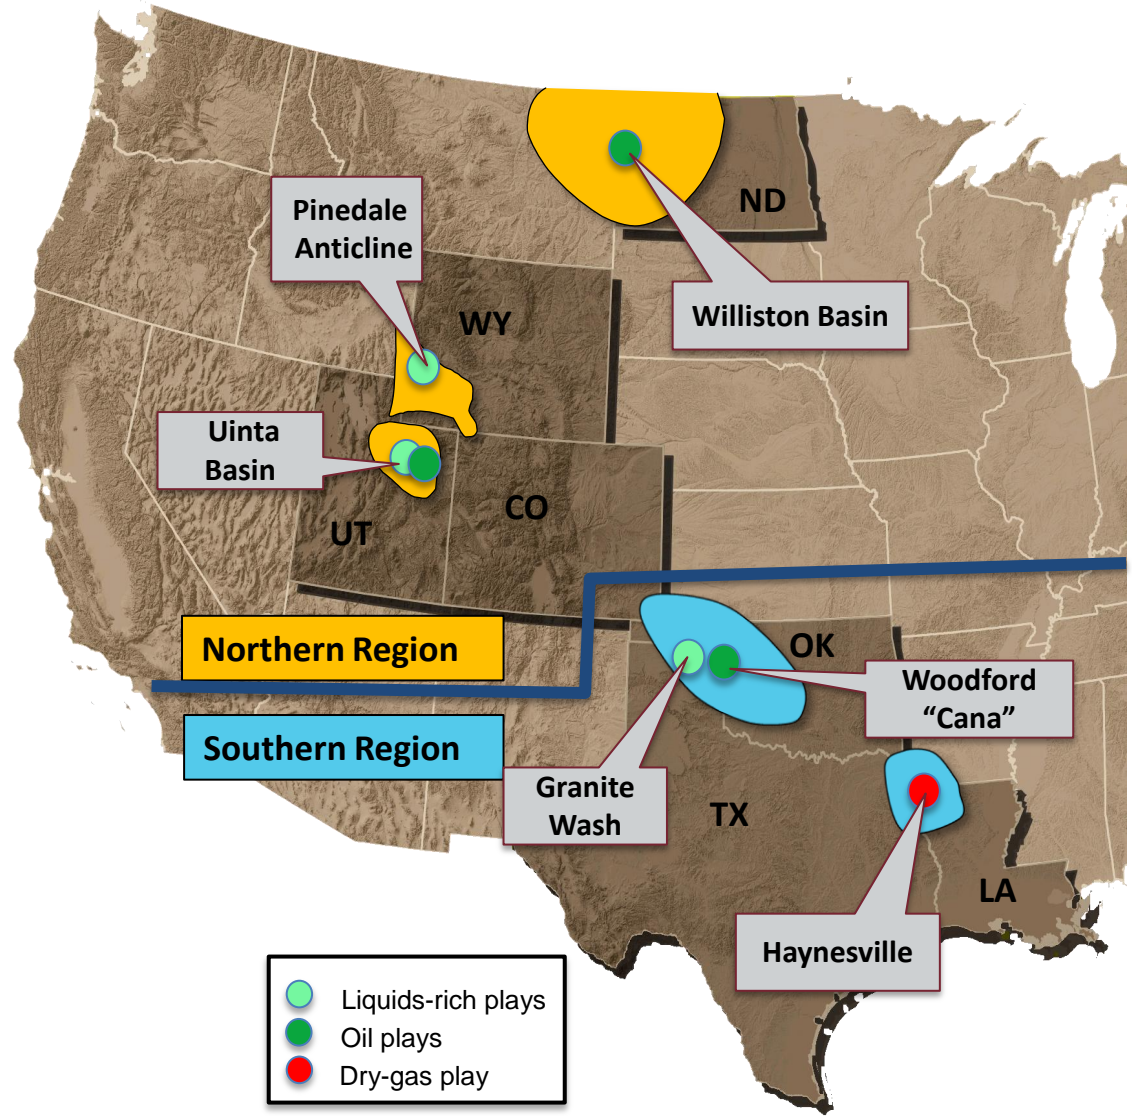 ND
Pinedale
Anticline
Williston Basin
WY
Uinta
Basin
CO
UT
Northern Region
OK
Woodford
“Cana”
Southern Region
Granite
Wash
TX
LA
Haynesville
Liquids-rich plays
Oil plays
Dry-gas play